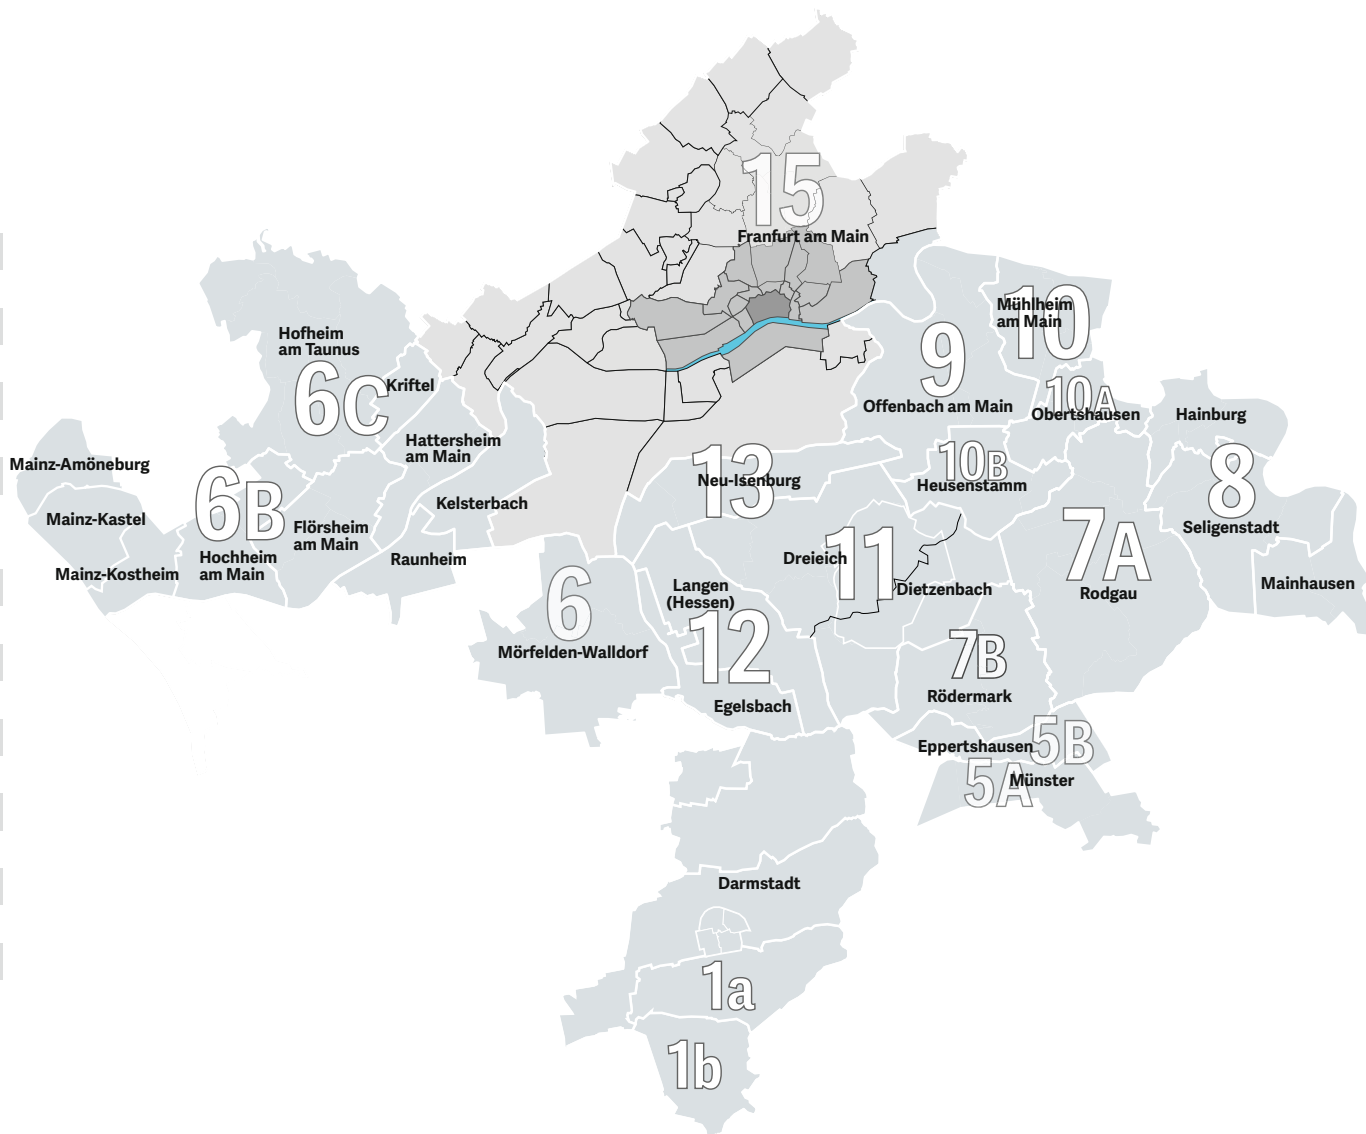 15
Franfurt am Main
Mühlheim
am Main
10
Hofheim
am Taunus
9
Kriftel
6C
10A
Offenbach am Main
Obertshausen
Hainburg
Hattersheim
am Main
Mainz-Amöneburg
13
Neu-Isenburg
10B
Heusenstamm
8
6B
Kelsterbach
Mainz-Kastel
Flörsheim
am Main
Seligenstadt
Hochheim
am Main
Raunheim
Dreieich
11
7A
Mainz-Kostheim
Langen
(Hessen)
Dietzenbach
Rodgau
Mainhausen
6
12
Mörfelden-Walldorf
7B
Rödermark
Egelsbach
Eppertshausen
5B
5A
Münster
Darmstadt
1a
1b